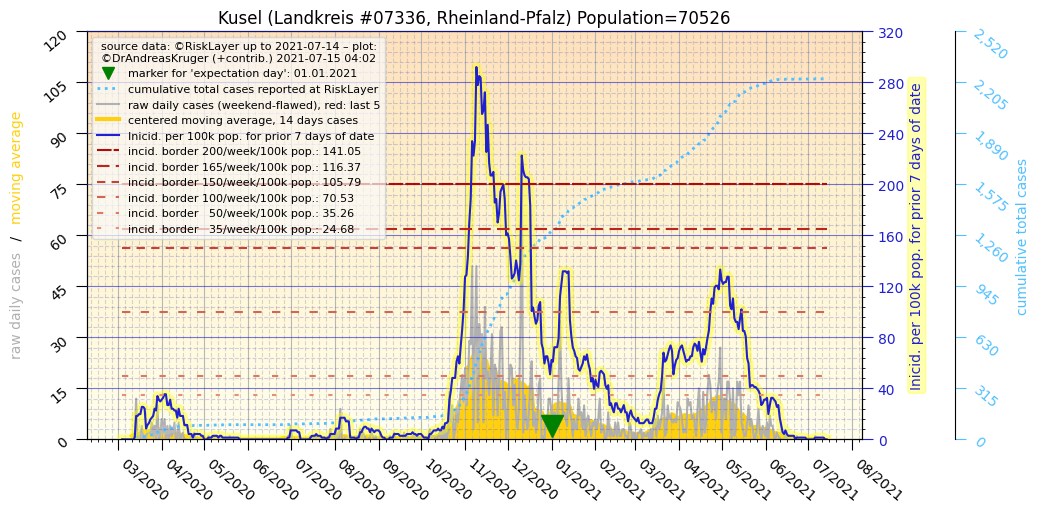 Kusel (Landkreis #07336, Rheinland-Pfalz) Population=70526
source data: ©RiskLayer up to 2021-07-14 – plot:
©DrAndreasKruger (+contrib.) 2021-07-15 04:02
marker for 'expectation day': 01.01.2021
cumulative total cases reported at RiskLayer
raw daily cases (weekend-flawed), red: last 5
centered moving average, 14 days cases
Inicid. per 100k pop. for prior 7 days of date
incid. border 200/week/100k pop.: 141.05
incid. border 165/week/100k pop.: 116.37
incid. border 150/week/100k pop.: 105.79
incid. border 100/week/100k pop.: 70.53
incid. border   50/week/100k pop.: 35.26
incid. border   35/week/100k pop.: 24.68
raw daily cases / moving average
120
105
90
75
60
45
30
15
0
320
280
240
200
160
120
80
40
0
Inicid. per 100k pop. for prior 7 days of date
2,520
2,205
1,890
1,575
1,260
945
630
315
0
cumulative total cases
03/2020
04/2020
05/2020
06/2020
07/2020
08/2020
09/2020
10/2020
11/2020
12/2020
01/2021
02/2021
03/2021
04/2021
05/2021
06/2021
07/2021
08/2021